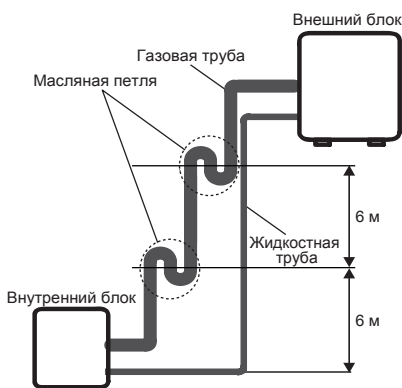 Внешний блок
Газовая труба
Масляная петля
6 м
Жидкостная
труба
Внутренний блок
6 м